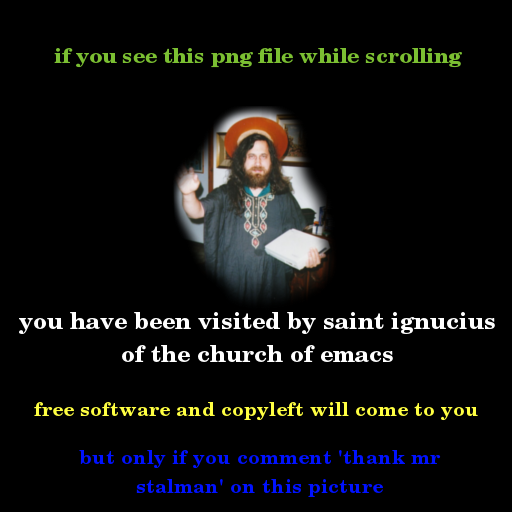 if you see this png file while scrolling
you have been visited by saint ignucius
of the church of emacs
free software and copyleft will come to you
but only if you comment 'thank mr
stalman' on this picture